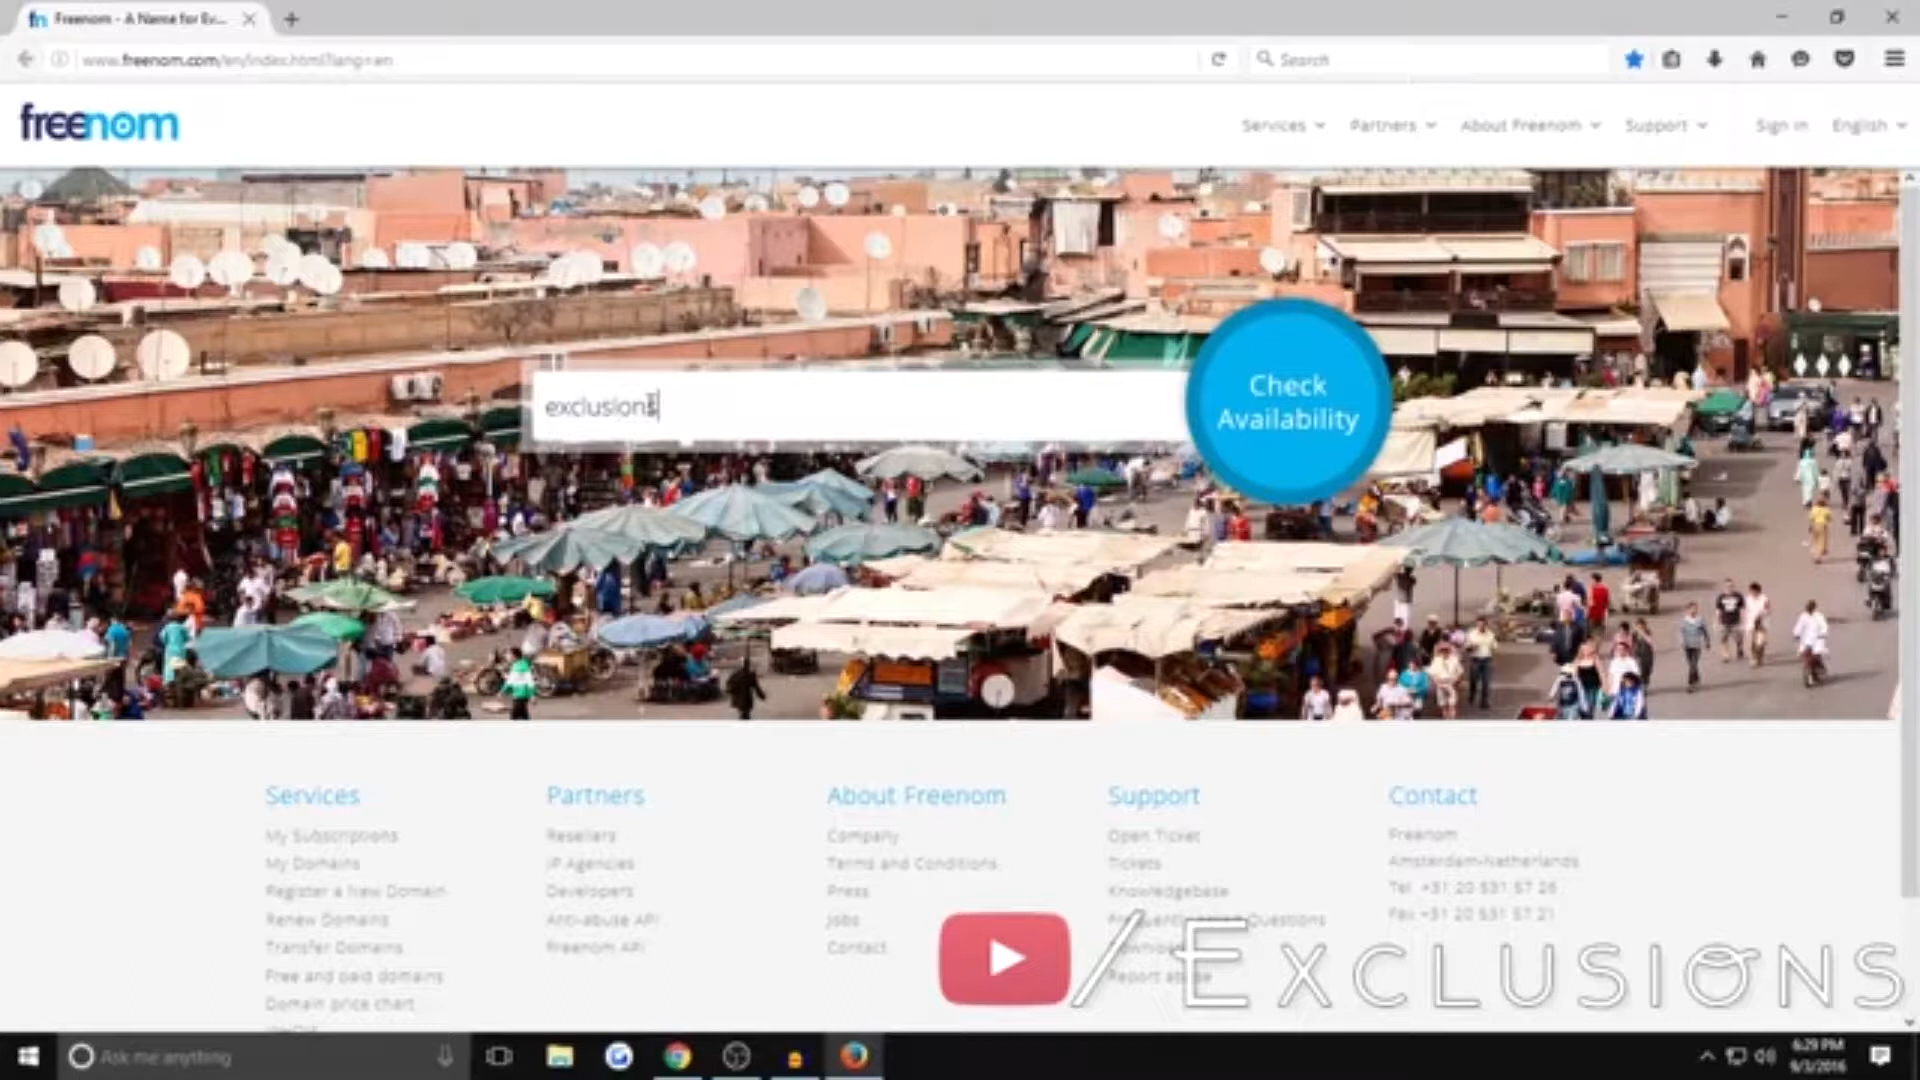 Freenom - A Name for Ev...
www.freenom.com/en/index.html?lang=en
Search
freenom
Services
Partners
About Freenom
Support
Sign in
English
exclusions
Check
Availability
Services
My Subscriptions
My Domains
Register a New Domain
Renew Domains
Transfer Domains
Free and paid domains
Domain price chart
Partners
Resellers
IP Agencies
Developers
Anti-abuse API
Freenom API
About Freenom
Company
Terms and Conditions
Press
Jobs
Contact
Support
Open Ticket
Tickets
Knowledgebase
Questions
Report abuse
Contact
Freenom
Amsterdam-Netherlands
Tel +31 20 531 57 26
Fax +31 20 531 57 21
/Exclusions
Ask me anything
6:29 PM
9/3/2016